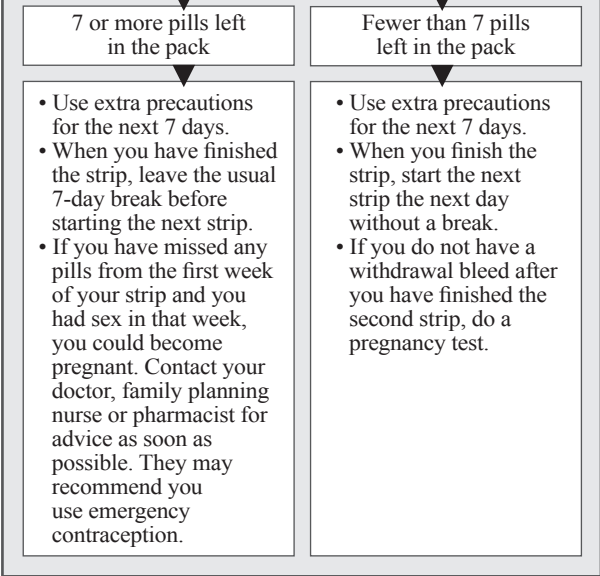 7 or more pills left
in the pack
• Use extra precautions
for the next 7 days.
• When you have finished
the strip, leave the usual
7-day break before
starting the next strip.
• If you have missed any
pills from the first week
of your strip and you
had sex in that week,
you could become
pregnant. Contact your
doctor, family planning
nurse or pharmacist for
advice as soon as
possible. They may
recommend you
use emergency
contraception.
Fewer than 7 pills
left in the pack
• Use extra precautions
for the next 7 days.
• When you finish the
strip, start the next
strip the next day
without a break.
• If you do not have a
withdrawal bleed after
you have finished the
second strip, do a
pregnancy test.